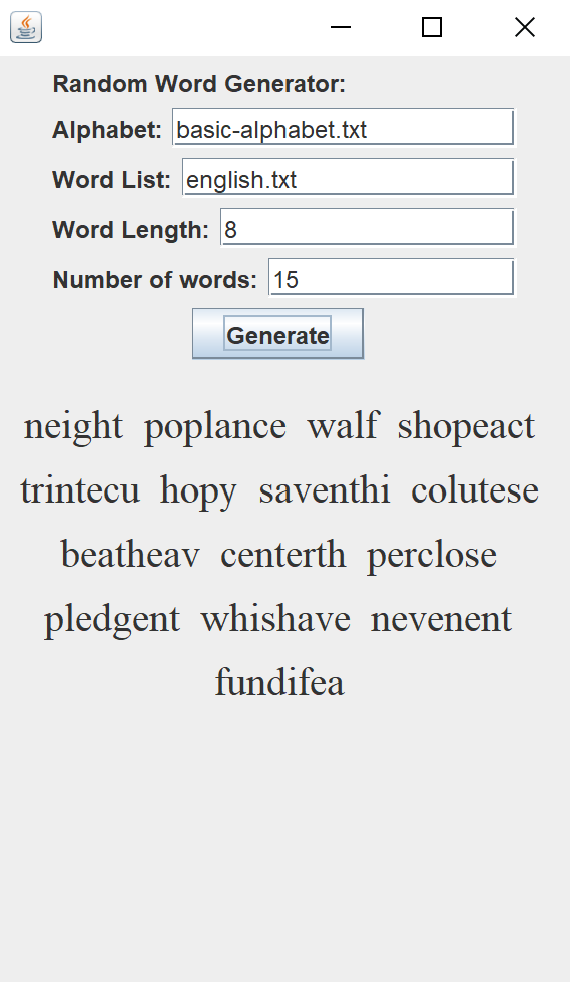 Random Word Generator:
Alphabet: basic-alphabet.txt
Word List: english.txt
Word Length: 8
Number of words: 15
Generate
neight poplance walf shopeact
trintecu hopy saventhi colutese
beatheav centerth perclose
pledgent whishave nevenent
fundifea